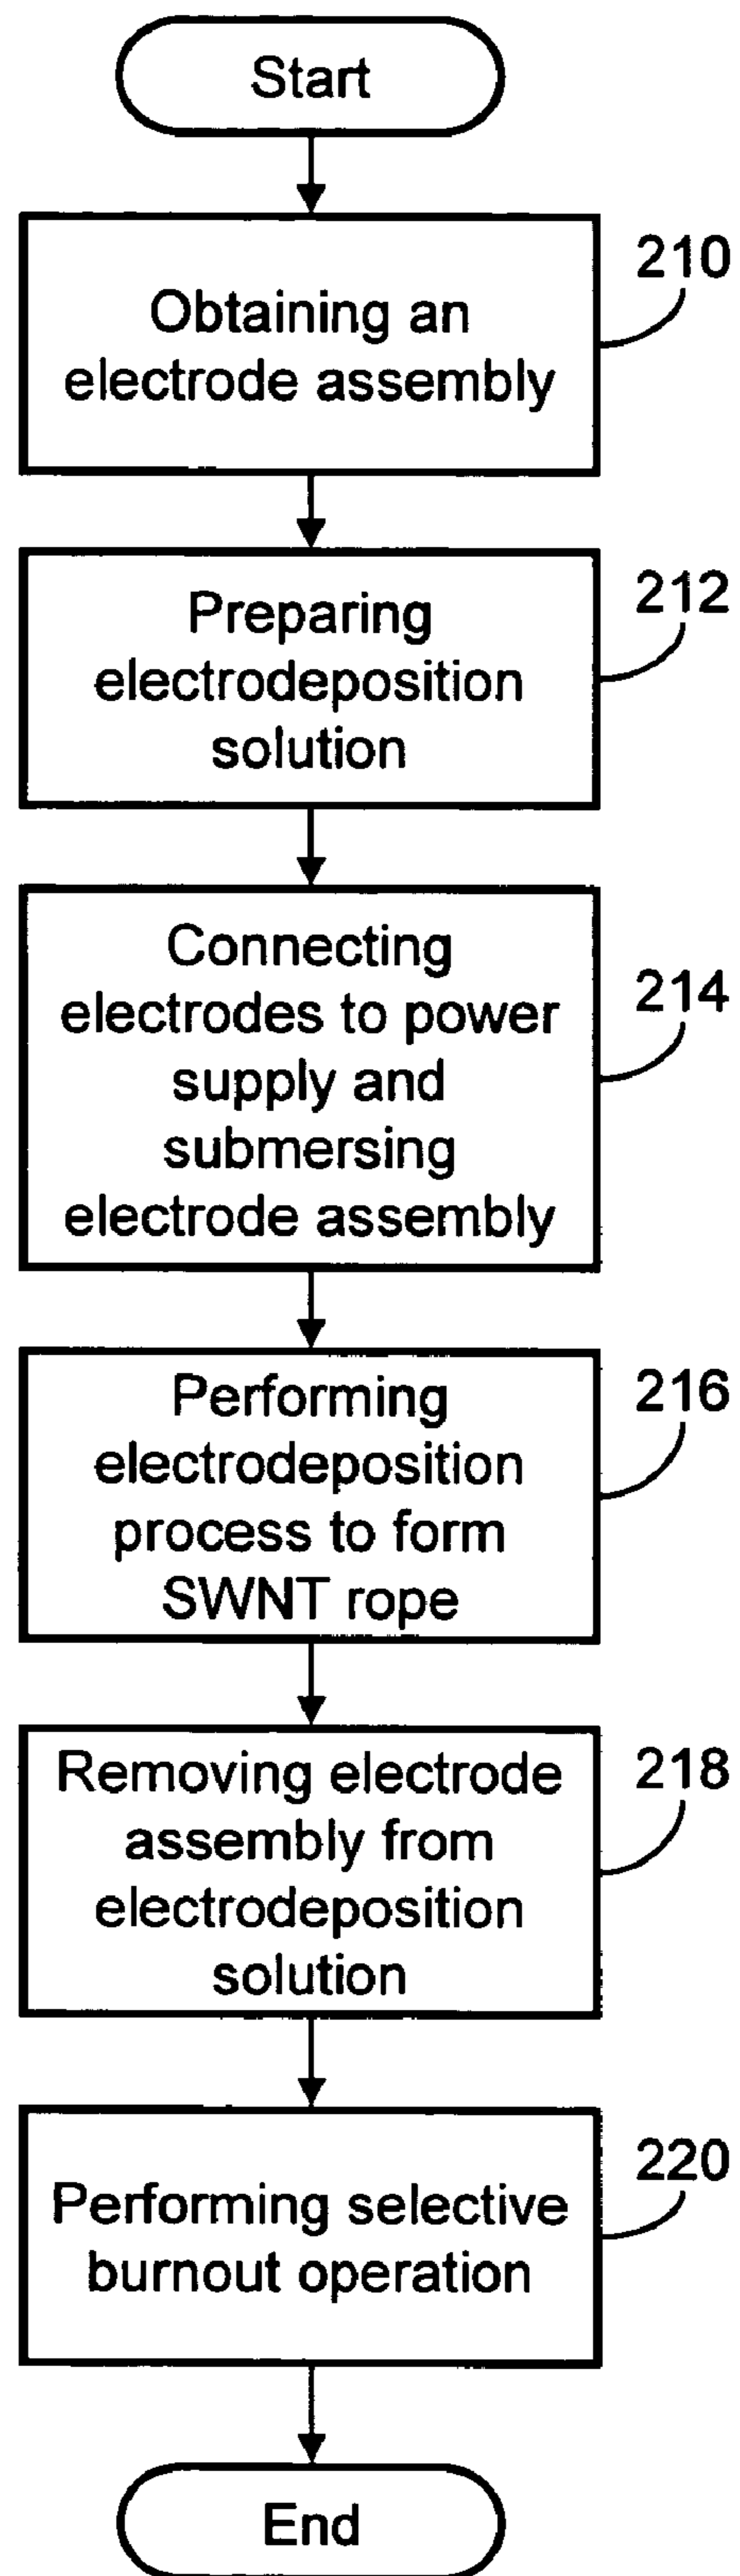 Start
Obtaining an
electrode assembly
210
Preparing
electrodeposition
solution
212
Connecting
electrodes to power
supply and
submersing
electrode assembly
214
Performing
electrodeposition
process to form
SWNT rope
216
Removing electrode
assembly from
electrodeposition
solution
218
Performing selective
burnout operation
220
End